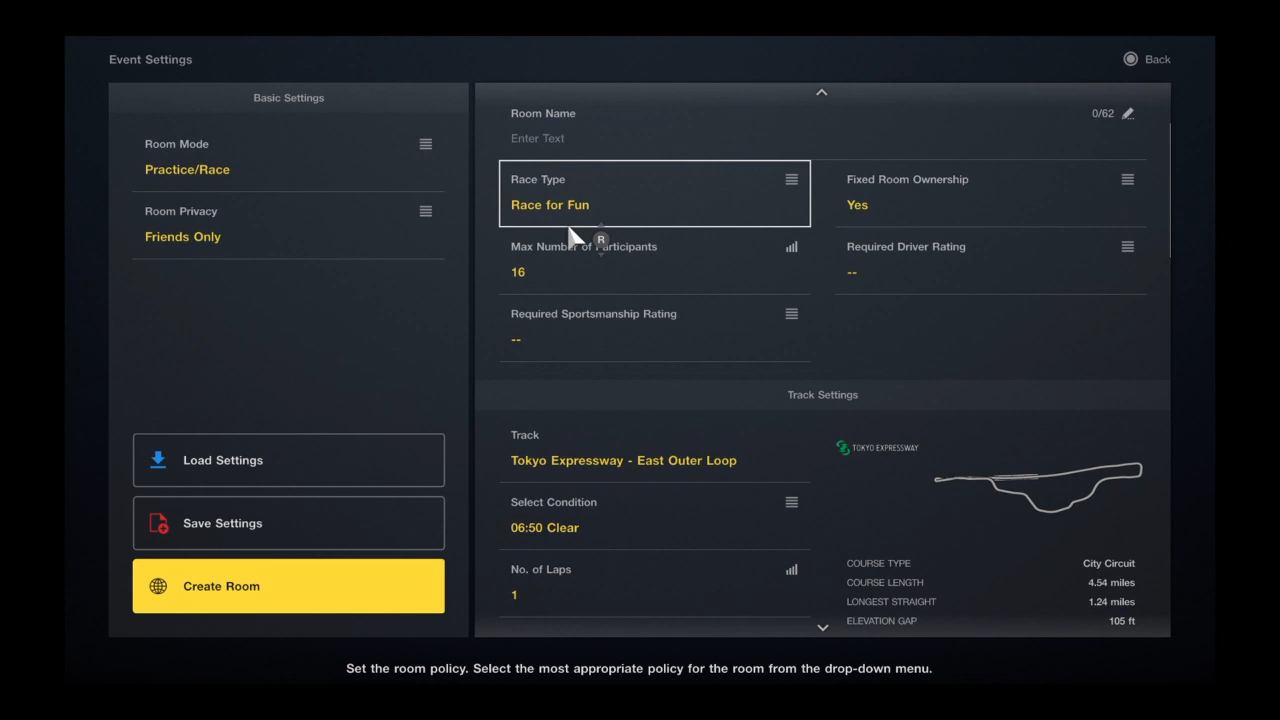 Event Settings
Back
Basic Settings
Room Mode
Practice/Race
Room Privacy
Friends Only
Load Settings
Save Settings
Create Room
Room Name
0/62
Enter Text
Race Type
Race for Fun
Fixed Room Ownership
Yes
R
Max Number of Participants
16
Required Driver Rating
--
Required Sportsmanship Rating
--
Track Settings
Track
Tokyo Expressway - East Outer Loop
TOKYO EXPRESSWAY
Select Condition
06:50 Clear
No. of Laps
1
COURSE TYPE City Circuit
COURSE LENGTH 4.54 miles
LONGEST STRAIGHT 1.24 miles
ELEVATION GAP 105 ft
Set the room policy. Select the most appropriate policy for the room from the drop-down menu.